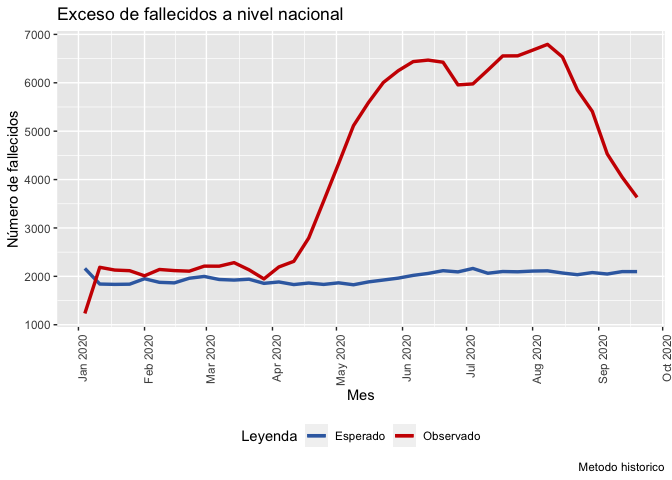 Exceso de fallecidos a nivel nacional
Número de fallecidos
7000
6000
5000
4000
3000
2000
1000
Jan 2020
Feb 2020
Mar 2020
Apr 2020
May 2020
Jun 2020
Jul 2020
Aug 2020
Sep 2020
Oct 2020
Mes
Leyenda Esperado Observado
Metodo historico